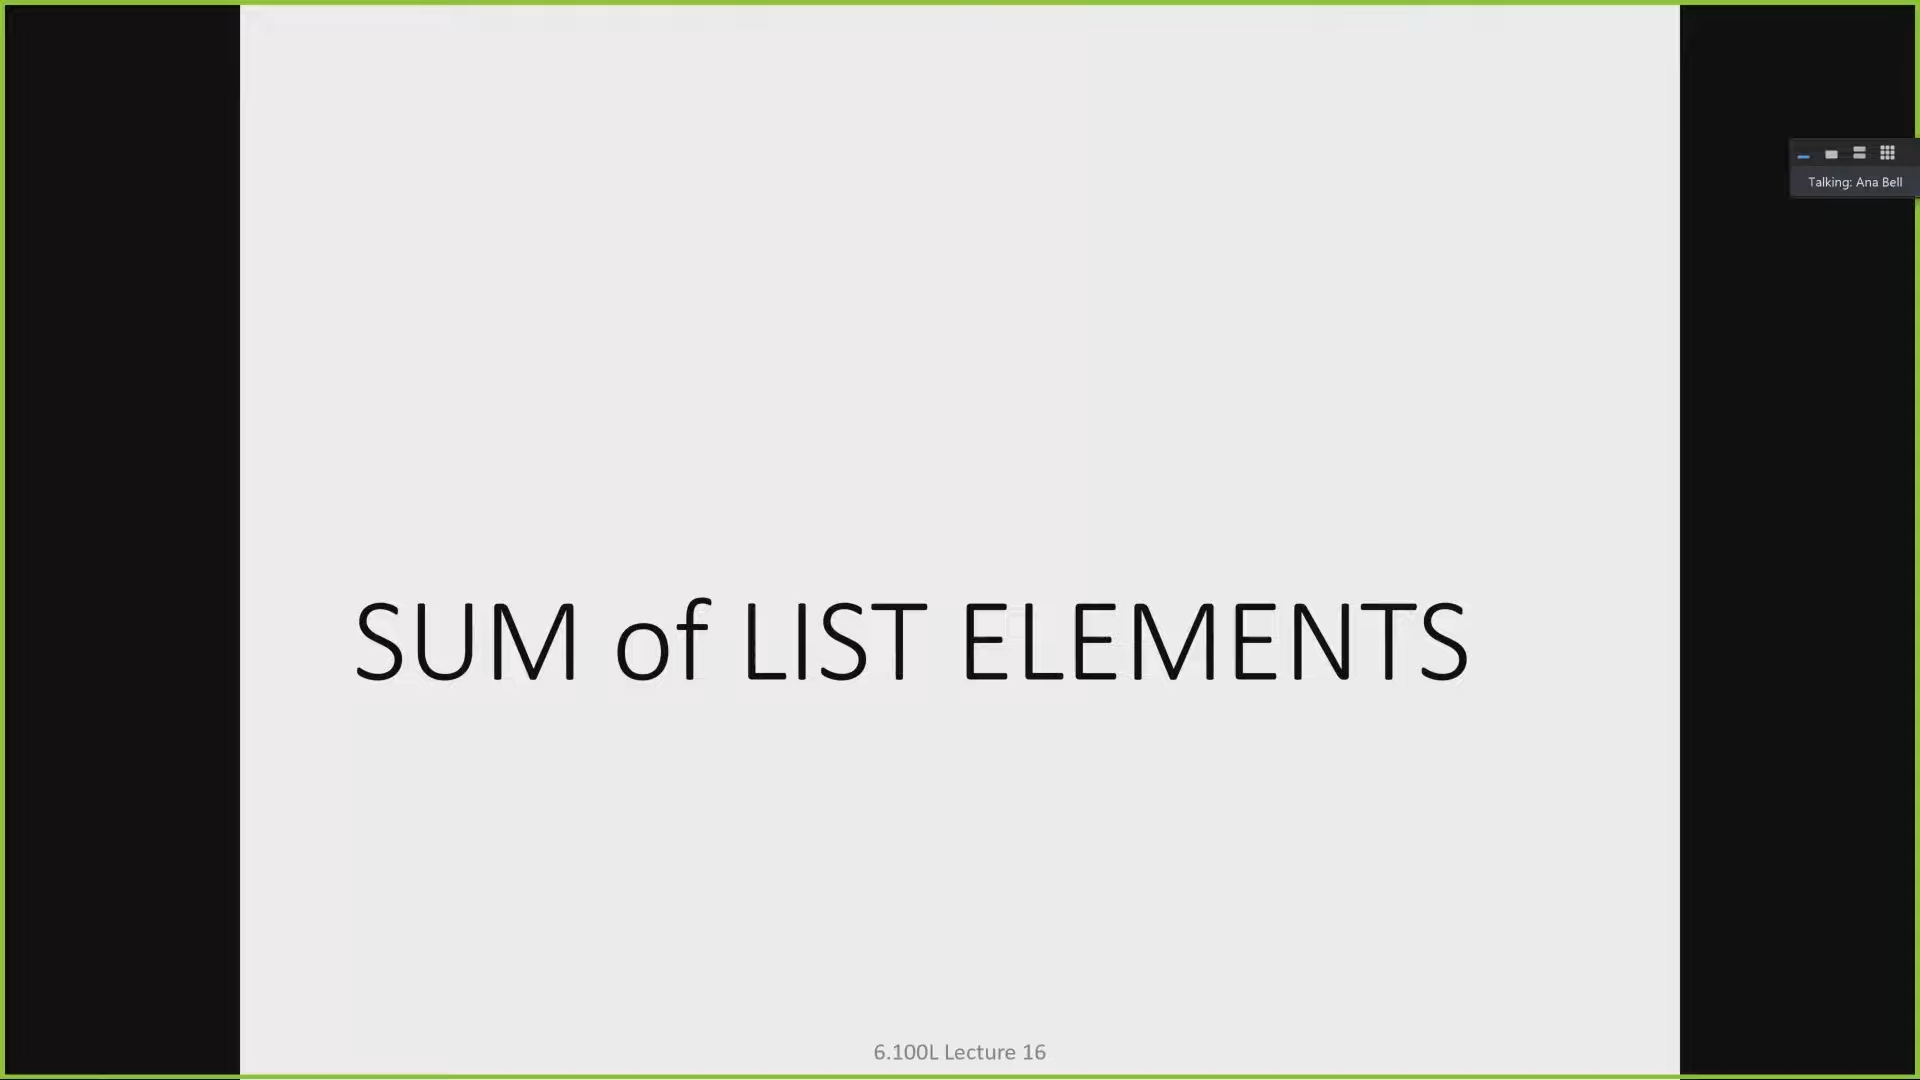 Talking: Ana Bell
SUM of LIST ELEMENTS
6.100L Lecture 16